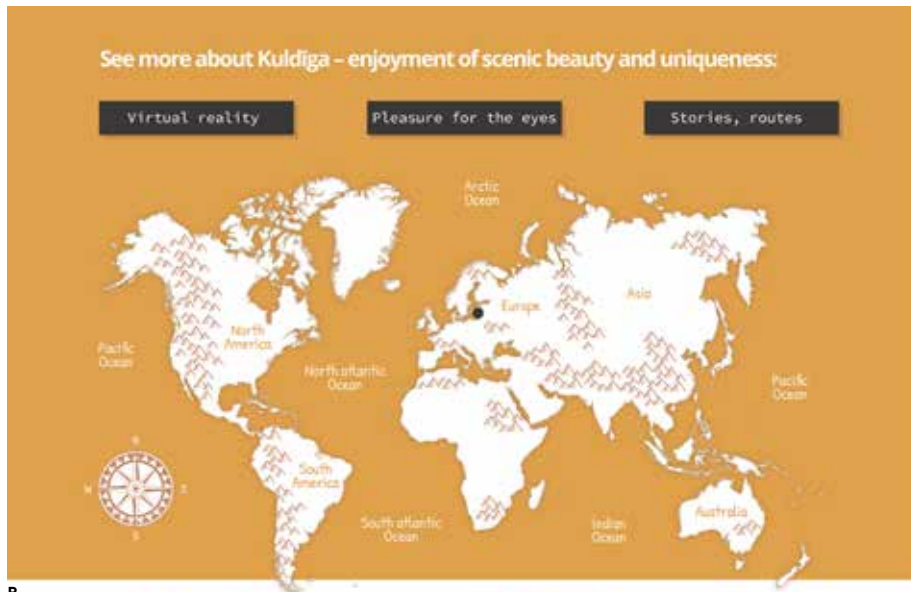 See more about Kuldīga – enjoyment of scenic beauty and uniqueness:
Virtual reality
Pleasure for the eyes
Stories, routes
Arctic
Ocean
Europe
Asia
North
America
Pacific
Ocean
North atlantic
Ocean
Pacific
Ocean
South
America
South atlantic
Ocean
Indian
Ocean
Australia
S
B